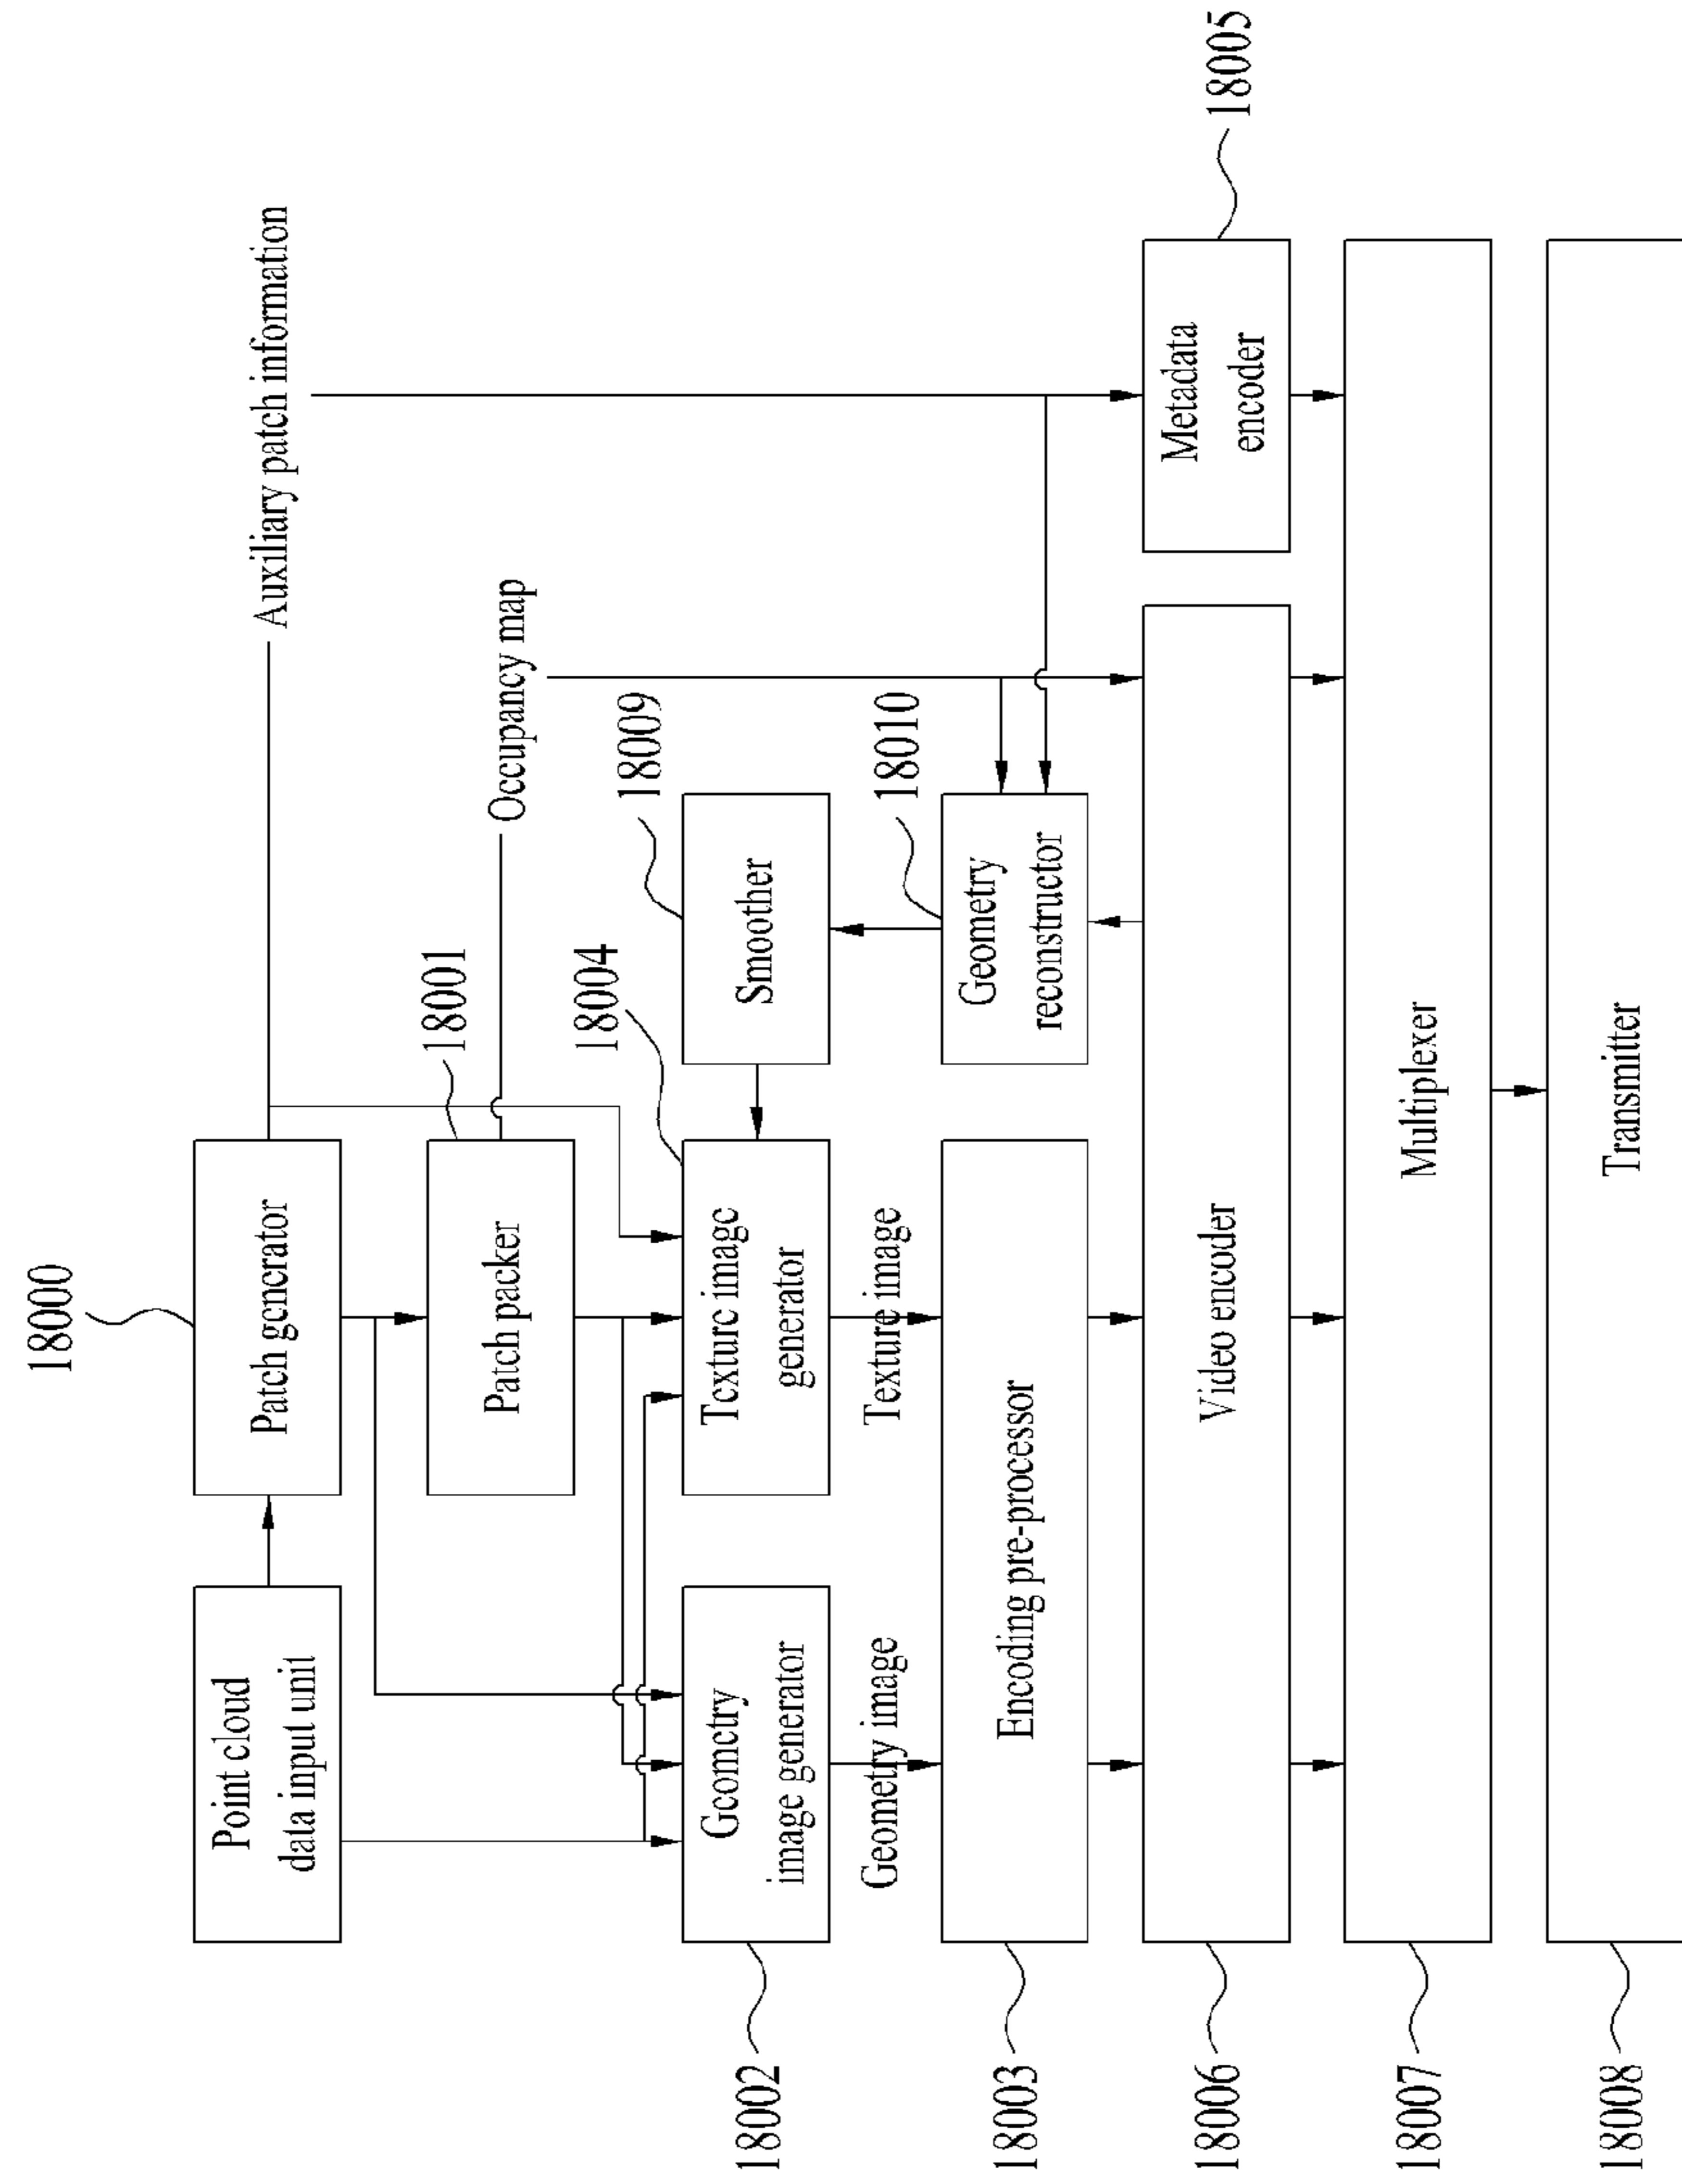 18000
Point cloud
data input unit
Patch generator
Auxiliary patch information
18001
Patch packer
Occupancy map
18004
18009
18002
Geometry
image generator
Texture image
generator
Smoother
Geometry image
Texture image
18010
18003
Encoding pre-processor
Geometry
reconstructor
18005
18006
Video encoder
Metadata
encoder
18007
Multiplexer
18008
Transmitter